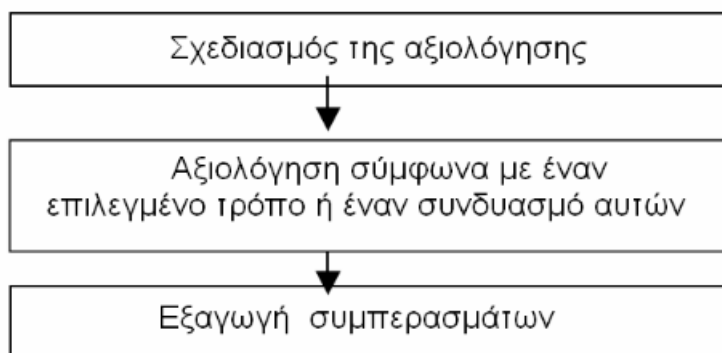 Σχεδιασμός της αξιολόγησης
Αξιολόγηση σύμφωνα με έναν
επιλεγμένο τρόπο ή έναν συνδυασμό αυτών
Εξαγωγή συμπερασμάτων